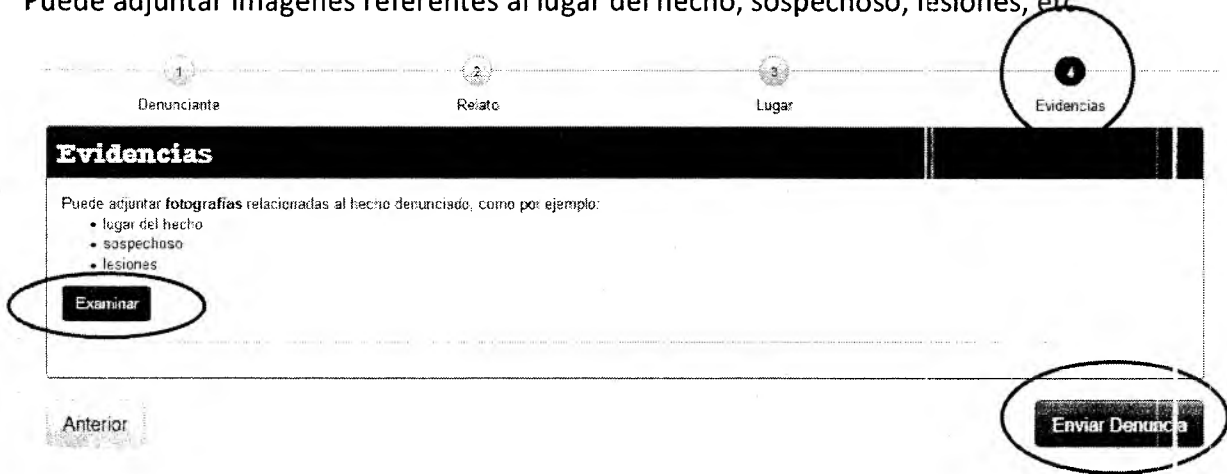 Puede adjuntar imágenes referentes al lugar del hecho, sospechoso, lesiones, etc
1 2 3 4
Denunciante Relato Lugar Evidencias
Evidencias
Puede adjuntar fotografías relacionadas al hecho denunciado, como por ejemplo:
• lugar del hecho
• sospechoso
• lesiones
Examinar
Anterior Enviar Denuncia